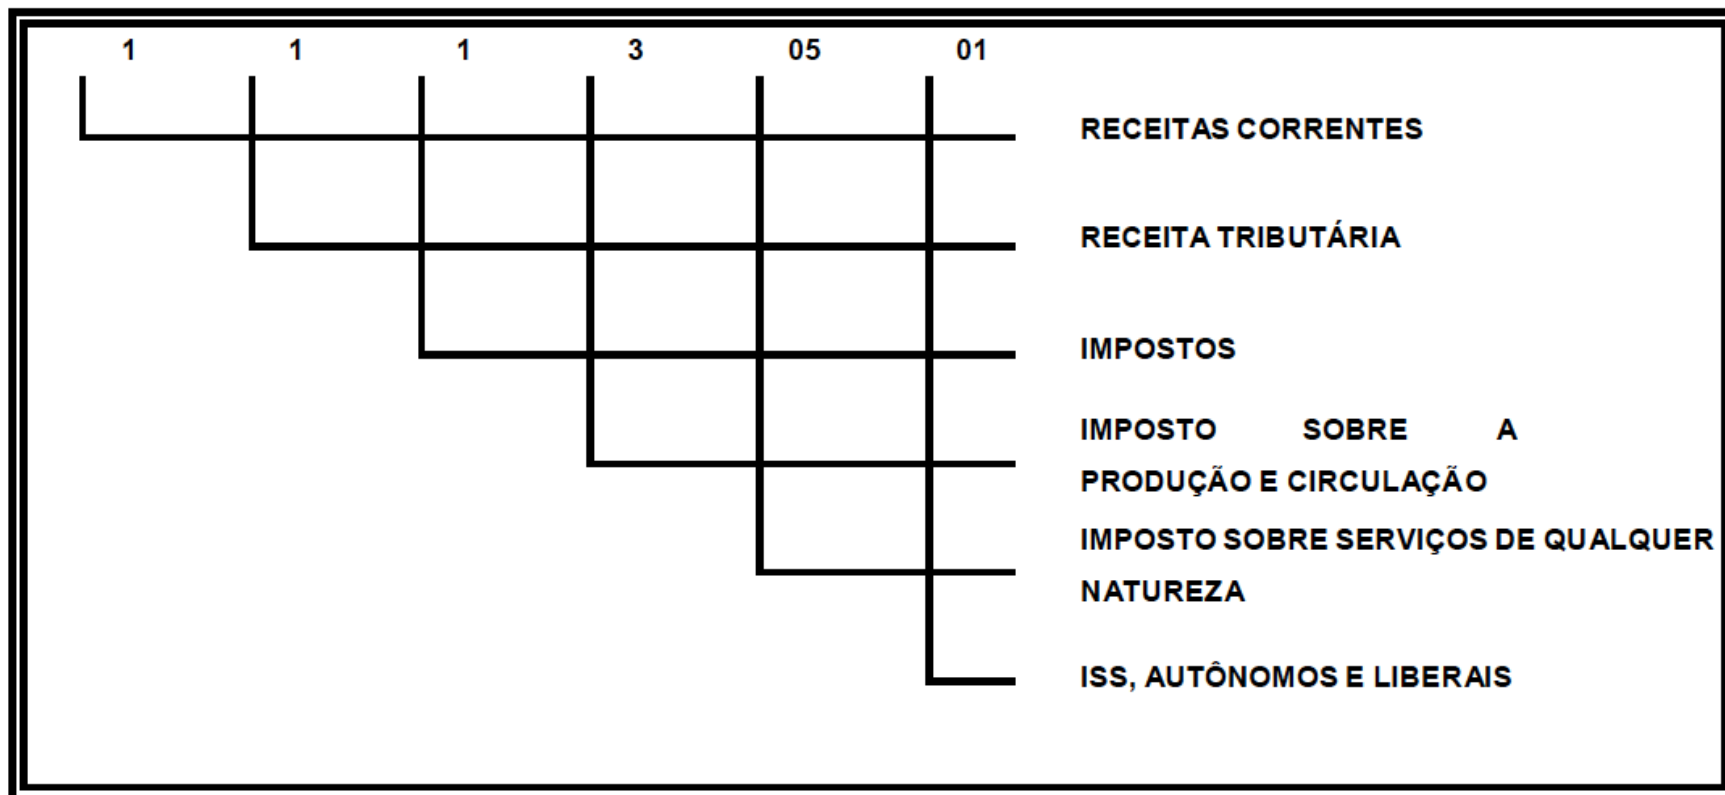 1 1 1 3 05 01
RECEITAS CORRENTES
RECEITA TRIBUTÁRIA
IMPOSTOS
IMPOSTO SOBRE A
PRODUÇÃO E CIRCULAÇÃO
IMPOSTO SOBRE SERVIÇOS DE QUALQUER
NATUREZA
ISS, AUTÔNOMOS E LIBERAIS